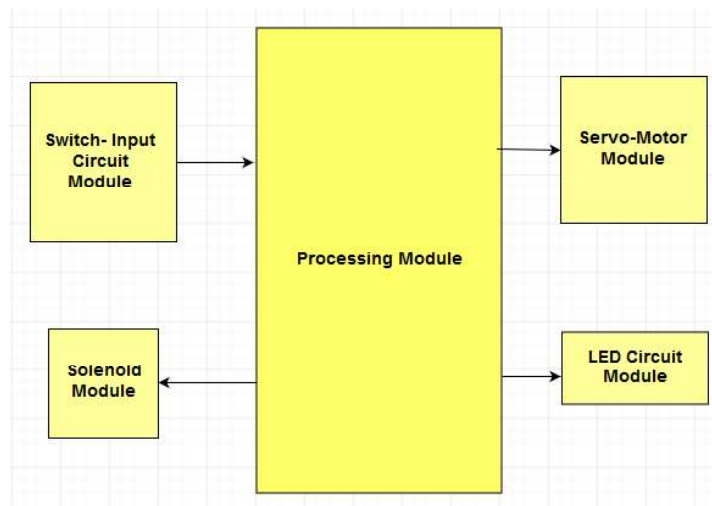 Switch- Input
Circuit
Module
Processing Module
Servo-Motor
Module
Solenoid
Module
LED Circuit
Module